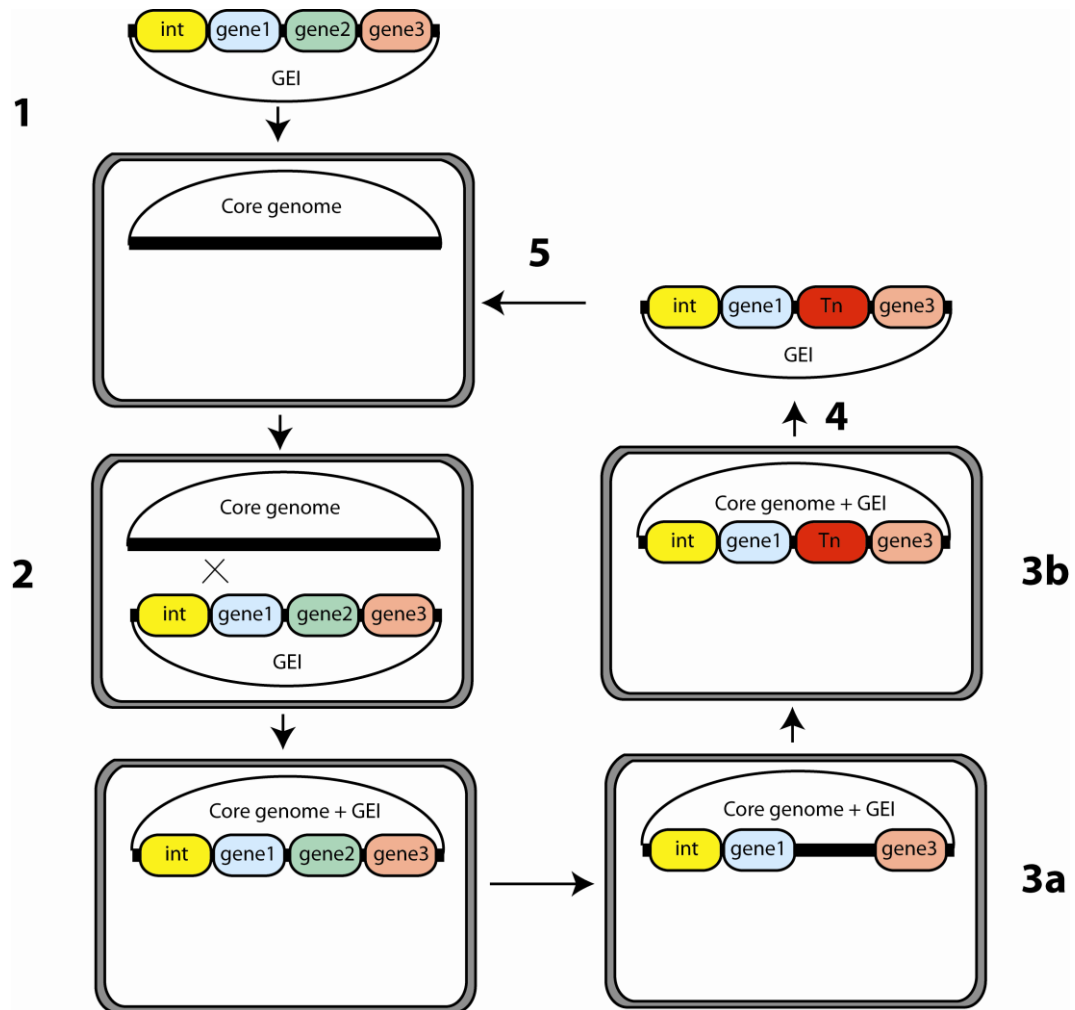 int gene1 gene2 gene3
GEI
1
Core genome
5
int gene1 Tn gene3
GEI
4
Core genome
2
int gene1 gene2 gene3
GEI
Core genome + GEI
int gene1 Tn gene3
3b
Core genome + GEI
int gene1 gene2 gene3
Core genome + GEI
int gene1 gene3
3a